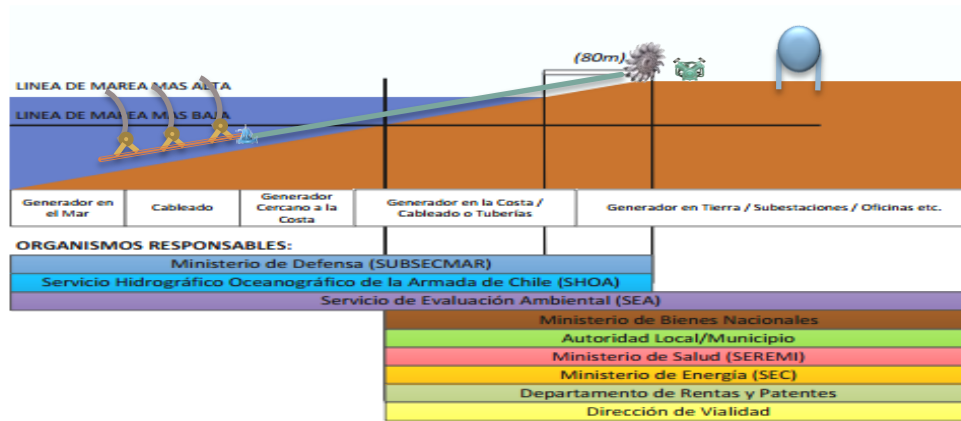 (80m)
LINEA DE MAREA MAS ALTA
LINEA DE MAREA MAS BAJA
Generador en
el Mar
Cableado
Generador
Cercano a la
Costa
Generador en la Costa /
Cableado o Tuberías
Generador en Tierra / Subestaciones / Oficinas etc.
ORGANISMOS RESPONSABLES:
Ministerio de Defensa (SUBSECMAR)
Servicio Hidrográfico Oceanográfico de la Armada de Chile (SHOA)
Servicio de Evaluación Ambiental (SEA)
Ministerio de Bienes Nacionales
Autoridad Local/Municipio
Ministerio de Salud (SEREMI)
Ministerio de Energía (SEC)
Departamento de Rentas y Patentes
Dirección de Vialidad